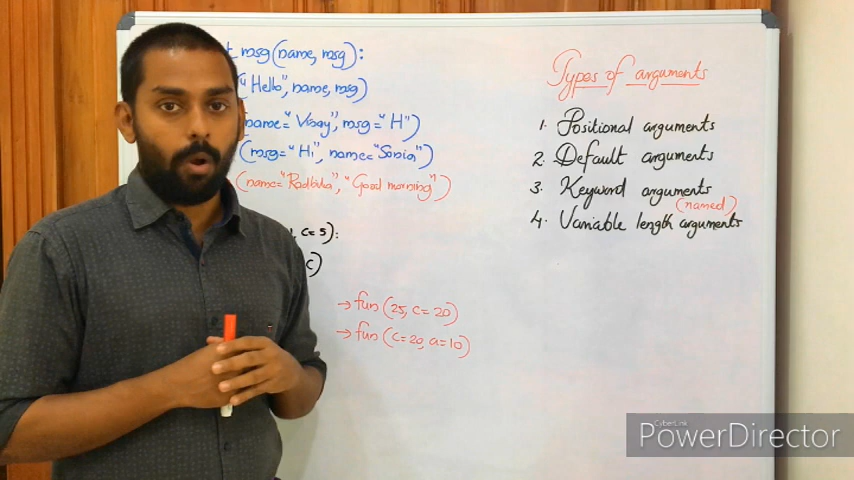 msg(name, msg):
("Hello", name, msg)
name="Vinay", msg="H")
(msg="Hi", name="Sonia")
(name="Radhika", "Good morning")
c=5):
c)
→ fun(25, c=20)
→ fun(c=20, a=10)
Types of arguments
1. Positional arguments
2. Default arguments
3. Keyword arguments
(named)
4. Variable length arguments
CyberLink
PowerDirector